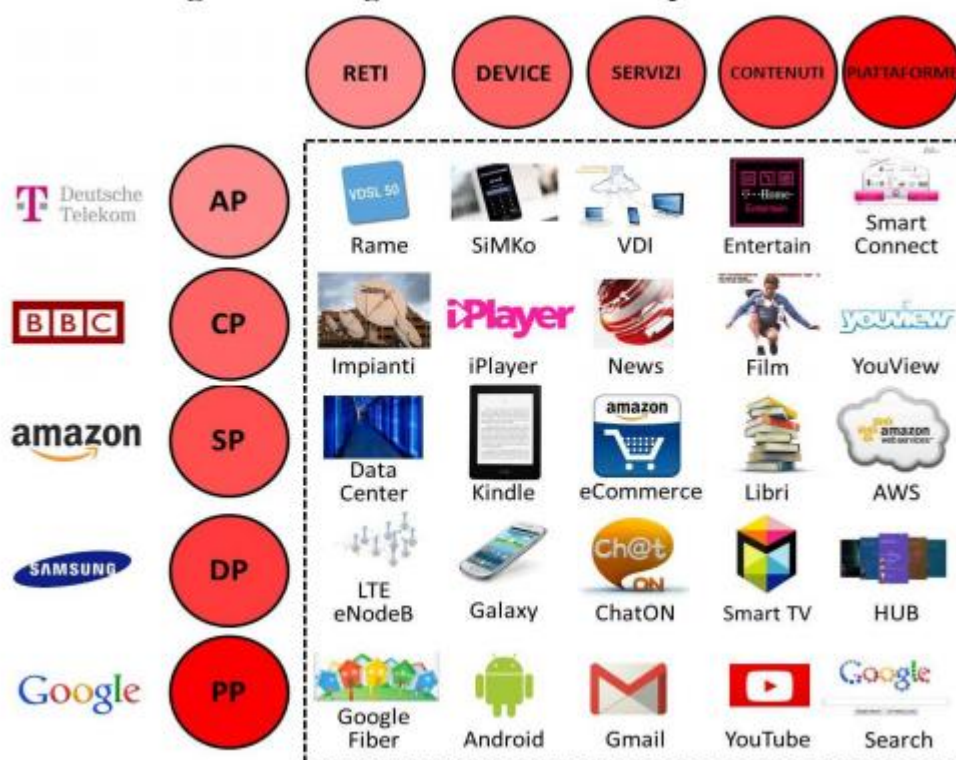 RETI
DEVICE
SERVIZI
CONTENUTI
PIATTAFORME
Deutsche
Telekom
AP
VDSL 50
Rame
SiMKo
VDI
Entertain
Smart
Connect
BBC
CP
Impianti
iPlayer
iPlayer
News
Film
youview
YouView
amazon
SP
Data
Center
Kindle
amazon
eCommerce
Libri
amazon
webservices
AWS
SAMSUNG
DP
LTE
eNodeB
Galaxy
Ch@t
ON
ChatON
Smart TV
HUB
Google
PP
Google
Fiber
Android
Gmail
YouTube
Google
Search